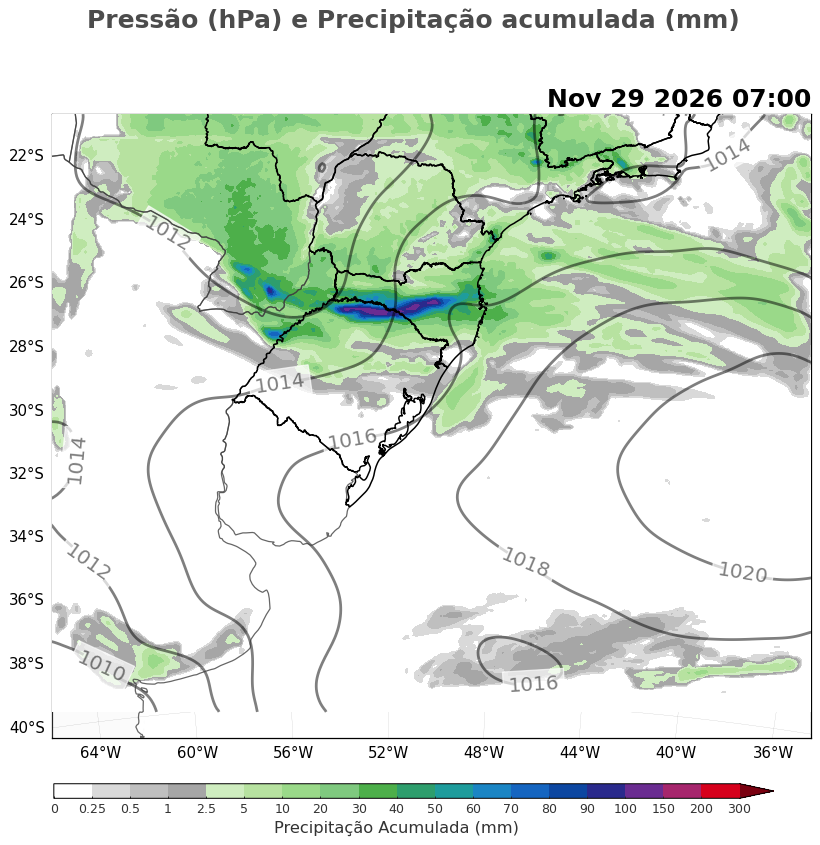 Pressão (hPa) e Precipitação acumulada (mm)
Nov 29 2026 07:00
22°S
24°S
26°S
28°S
30°S
32°S
34°S
36°S
38°S
40°S
1014
1012
0
1014
1016
1014
1012
1018
1020
1010
1016
64°W 60°W 56°W 52°W 48°W 44°W 40°W 36°W
0 0.25 0.5 1 2.5 5 10 20 30 40 50 60 70 80 90 100 150 200 300
Precipitação Acumulada (mm)